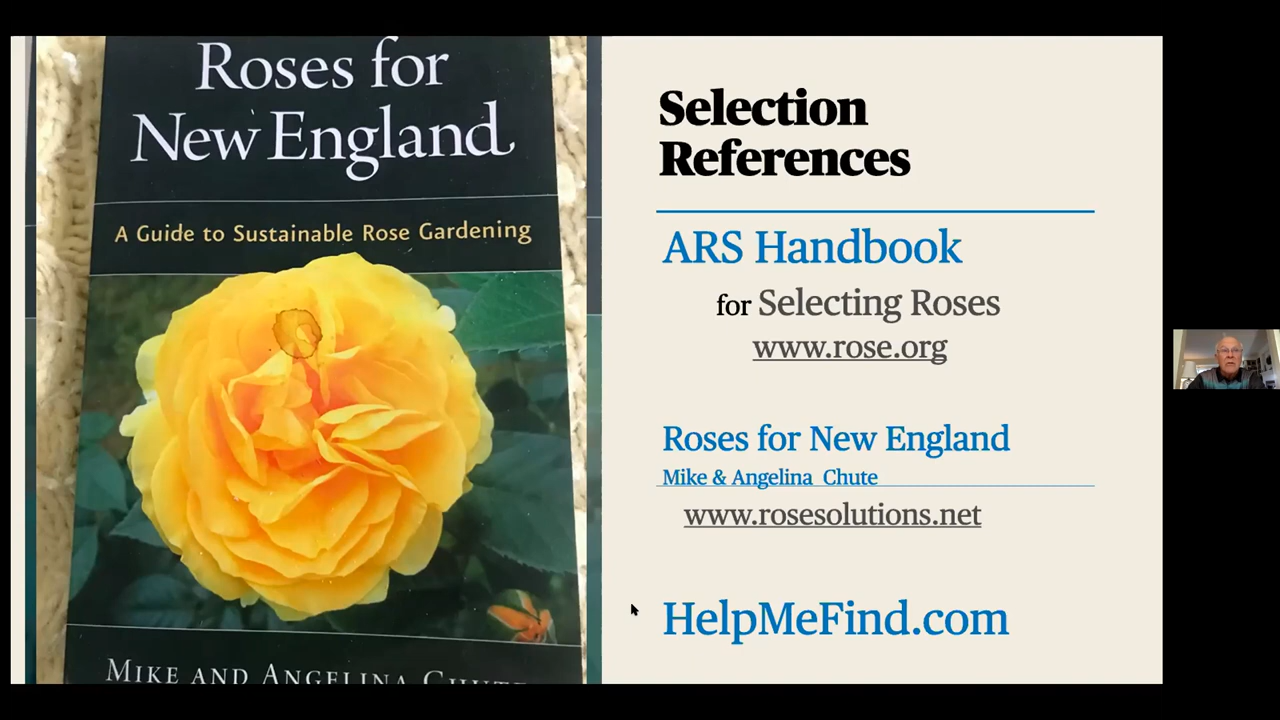 Roses for
New England
A Guide to Sustainable Rose Gardening
MIKE AND ANGELINA CHUTE
Selection
References
ARS Handbook
for Selecting Roses
www.rose.org
Roses for New England
Mike & Angelina Chute
www.rosesolutions.net
HelpMeFind.com